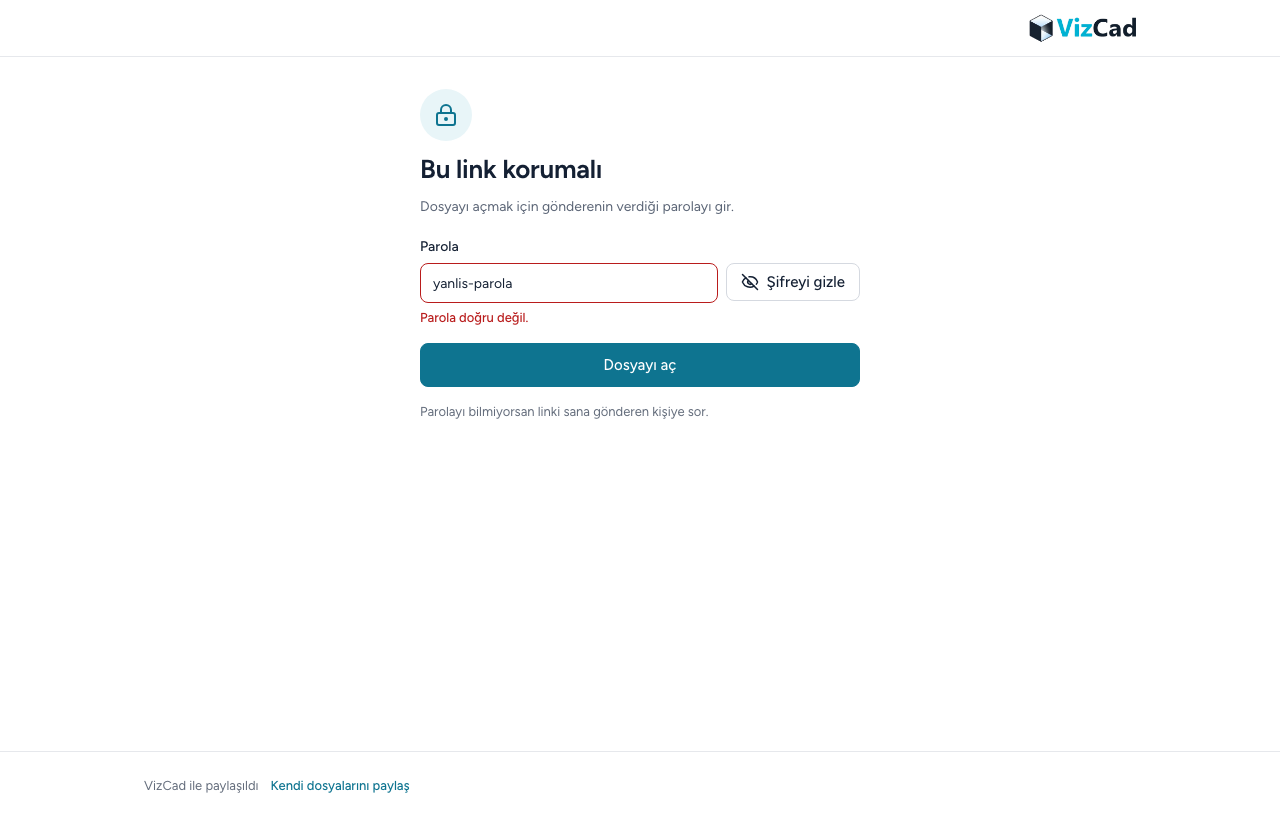 VizCad
Bu link korumalı
Dosyayı açmak için gönderenin verdiği parolayı gir.
Parola
yanlis-parola
Şifreyi gizle
Parola doğru değil.
Dosyayı aç
Parolayı bilmiyorsan linki sana gönderen kişiye sor.
VizCad ile paylaşıldı Kendi dosyalarını paylaş